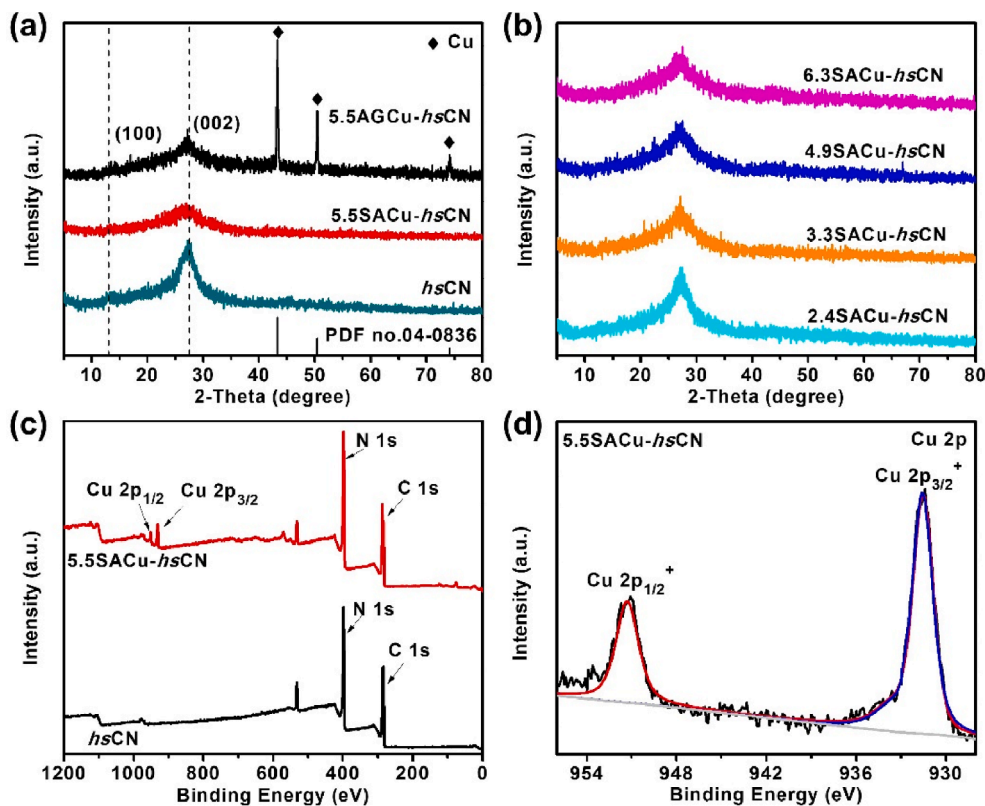 (a)
◆ Cu
5.5AGCu-hsCN
(100)
(002)
5.5SACu-hsCN
hsCN
PDF no.04-0836
Intensity (a.u.)
10 20 30 40 50 60 70 80
2-Theta (degree)
(b)
6.3SACu-hsCN
4.9SACu-hsCN
3.3SACu-hsCN
2.4SACu-hsCN
Intensity (a.u.)
10 20 30 40 50 60 70 80
2-Theta (degree)
(c)
N 1s
Cu 2p1/2
Cu 2p3/2
C 1s
5.5SACu-hsCN
N 1s
C 1s
hsCN
Intensity (a.u.)
1200 1000 800 600 400 200 0
Binding Energy (eV)
(d)
5.5SACu-hsCN
Cu 2p
Cu 2p3/2+
Cu 2p1/2+
Intensity (a.u.)
954 948 942 936 930
Binding Energy (eV)